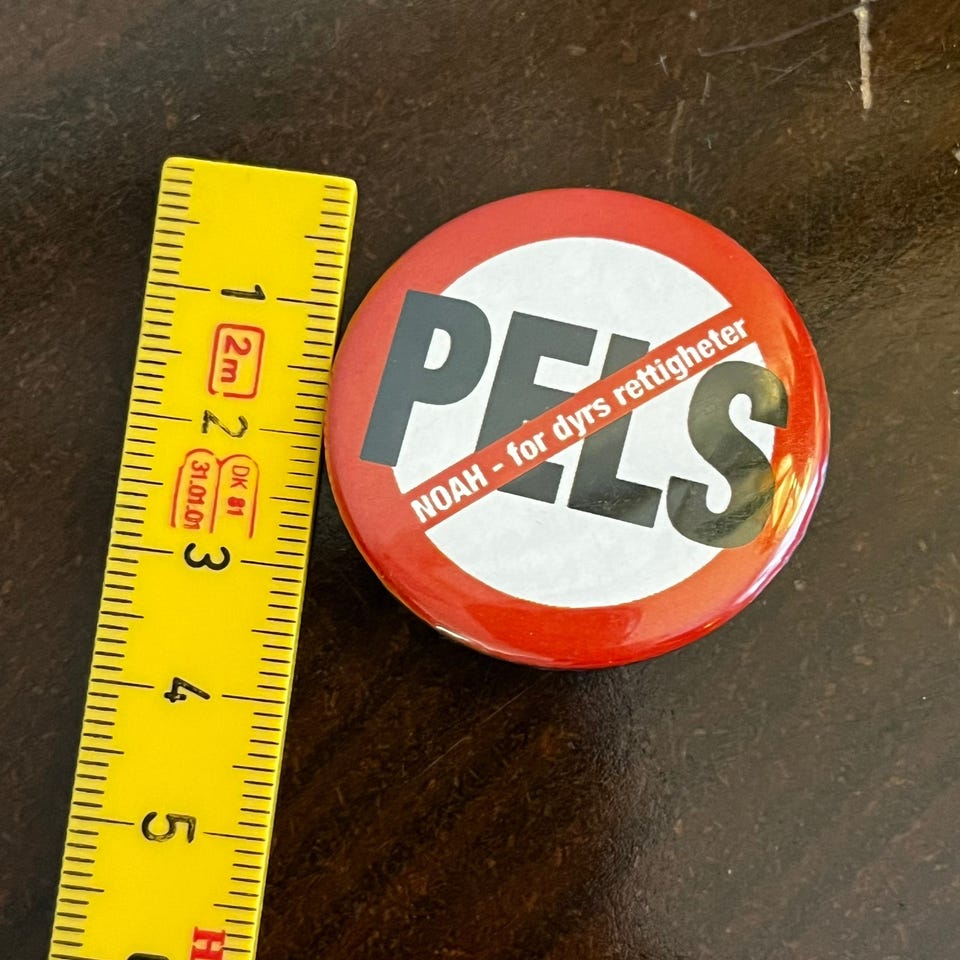 PELS
NOAH - for dyrs rettigheter
1
2m
2
DK 81
31.01.01
3
4
5